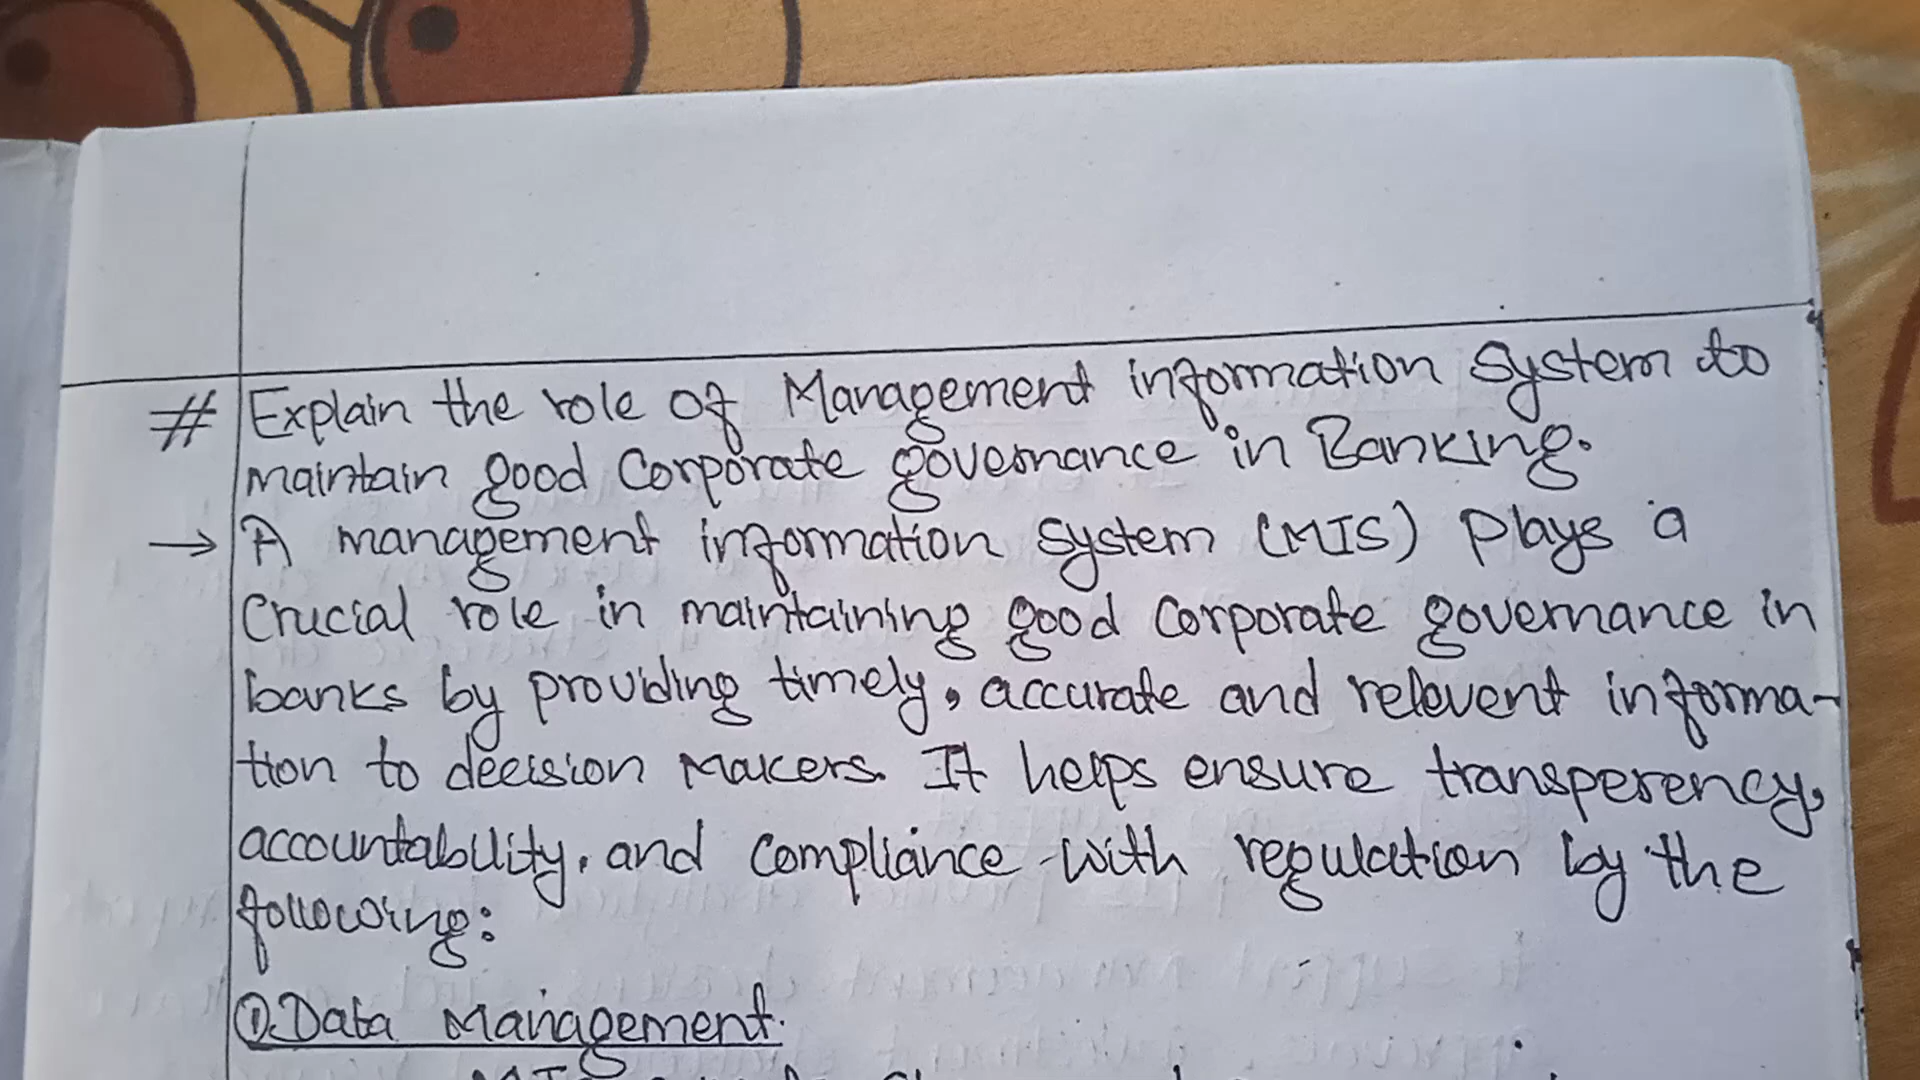 # Explain the role of Management information system to
maintain good Corporate governance in Banking.
→ A management information system (MIS) plays a
Crucial role in maintaining good corporate governance in
banks by providing timely, accurate and relevent informa-
tion to decision makers. It helps ensure transperency,
accountability, and compliance with regulation by the
following:
①. Data Management.